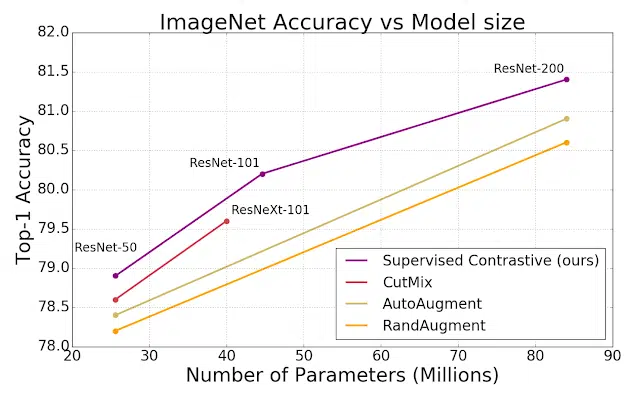 ImageNet Accuracy vs Model size
82.0
81.5
81.0
80.5
80.0
79.5
79.0
78.5
78.0
Top-1 Accuracy
ResNet-200
ResNet-101
ResNeXt-101
ResNet-50
Supervised Contrastive (ours)
CutMix
AutoAugment
RandAugment
20 30 40 50 60 70 80 90
Number of Parameters (Millions)